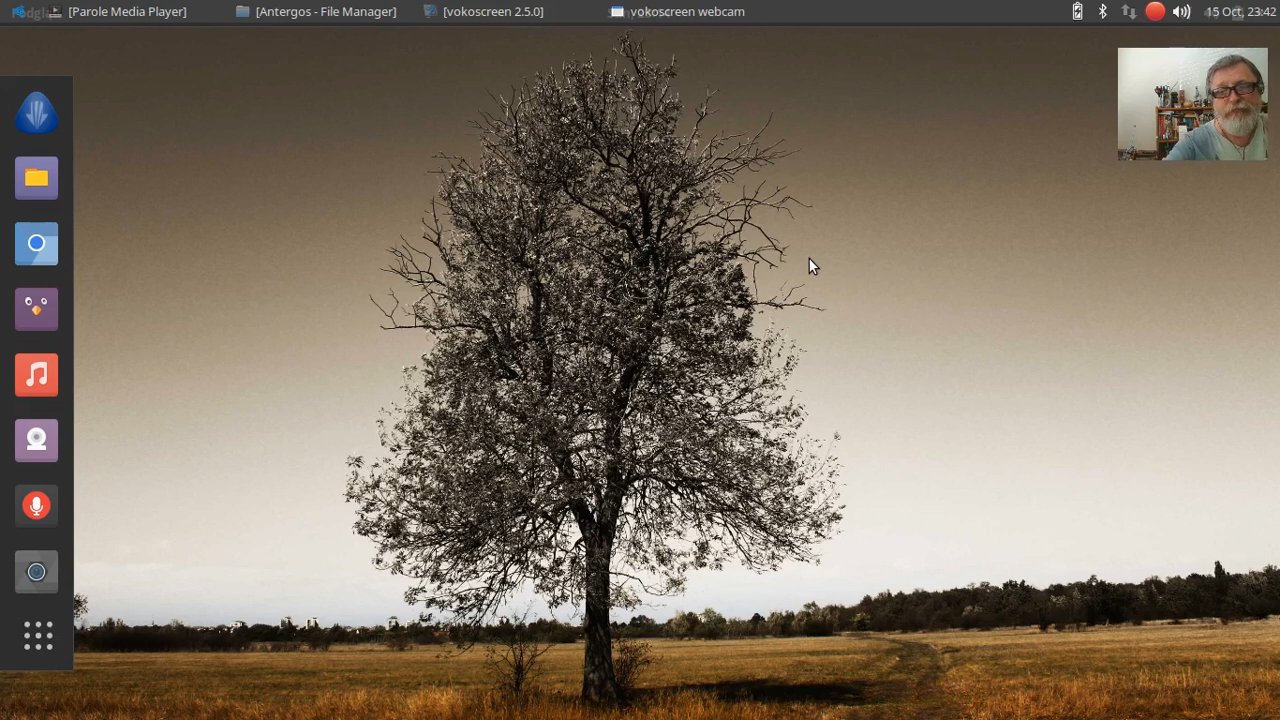 [Parole Media Player]
[Antergos - File Manager]
[vokoscreen 2.5.0]
vokoscreen webcam
15 Oct, 23:42